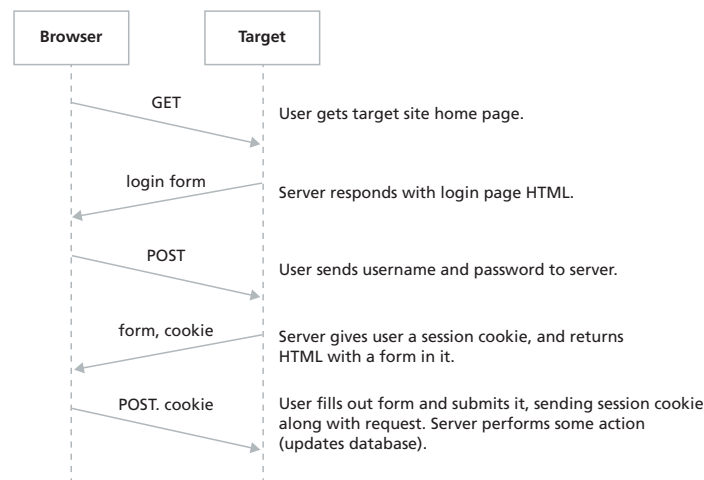 Browser
Target
GET
User gets target site home page.
login form
Server responds with login page HTML.
POST
User sends username and password to server.
form, cookie
Server gives user a session cookie, and returns
HTML with a form in it.
POST. cookie
User fills out form and submits it, sending session cookie
along with request. Server performs some action
(updates database).